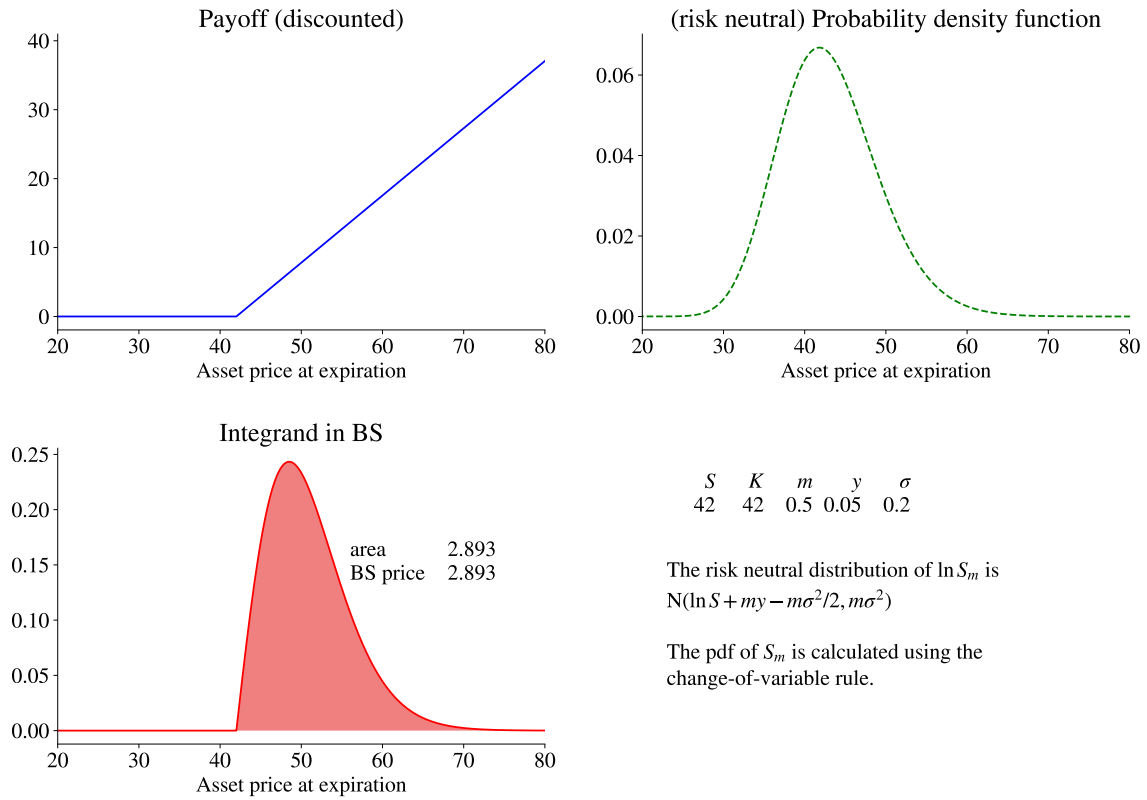 Payoff (discounted)
40
30
20
10
0
20 30 40 50 60 70 80
Asset price at expiration
(risk neutral) Probability density function
0.06
0.04
0.02
0.00
20 30 40 50 60 70 80
Asset price at expiration
Integrand in BS
0.25
0.20
0.15
0.10
0.05
0.00
area 2.893
BS price 2.893
20 30 40 50 60 70 80
Asset price at expiration
S K m y σ
42 42 0.5 0.05 0.2
The risk neutral distribution of ln Sₘ is
N(ln S + my − mσ²/2, mσ²)
The pdf of Sₘ is calculated using the
change-of-variable rule.